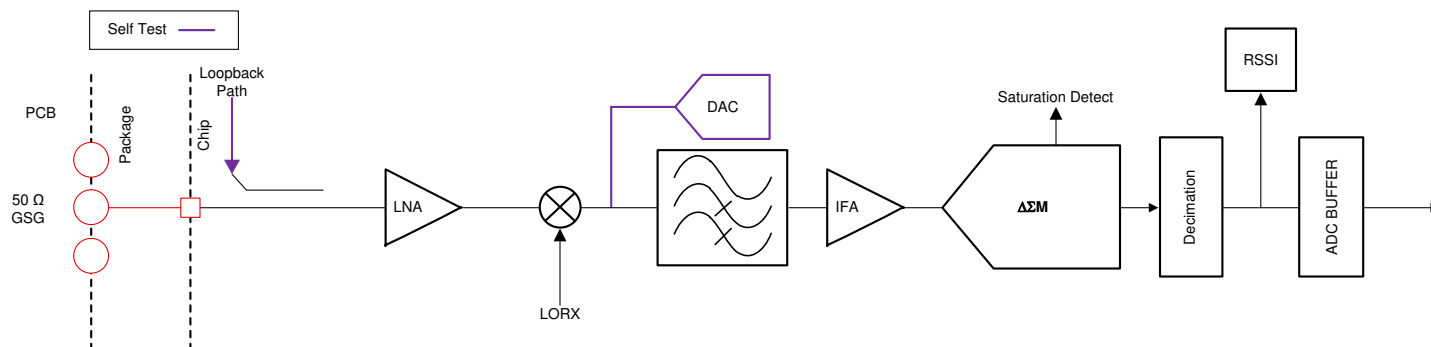 Self Test
Loopback
Path
PCB
Package
Chip
50 Ω
GSG
LNA
LORX
DAC
IFA
Saturation Detect
ΔΣM
Decimation
RSSI
ADC BUFFER